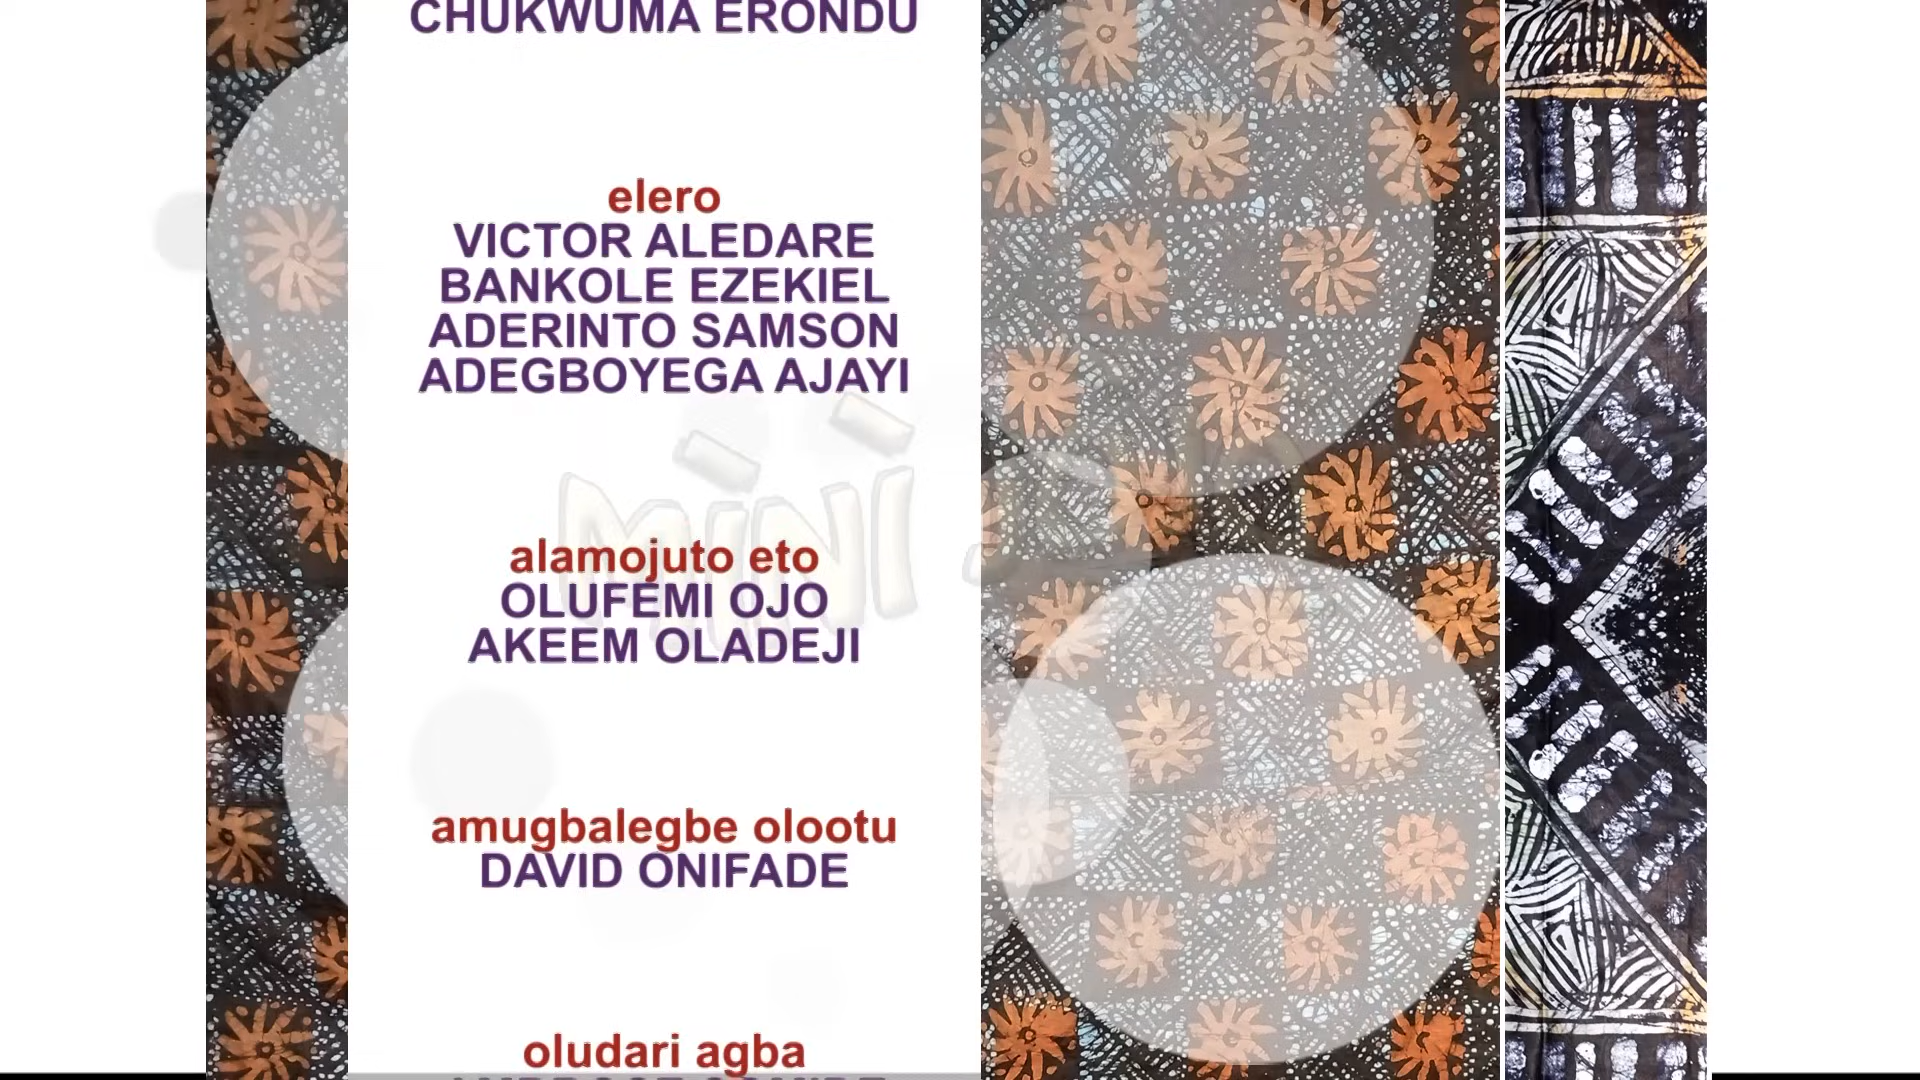 CHUKWUMA ERONDU
elero
VICTOR ALEDARE
BANKOLE EZEKIEL
ADERINTO SAMSON
ADEGBOYEGA AJAYI
MINI
alamojuto eto
OLUFEMI OJO
AKEEM OLADEJI
amugbalegbe olootu
DAVID ONIFADE
oludari agba